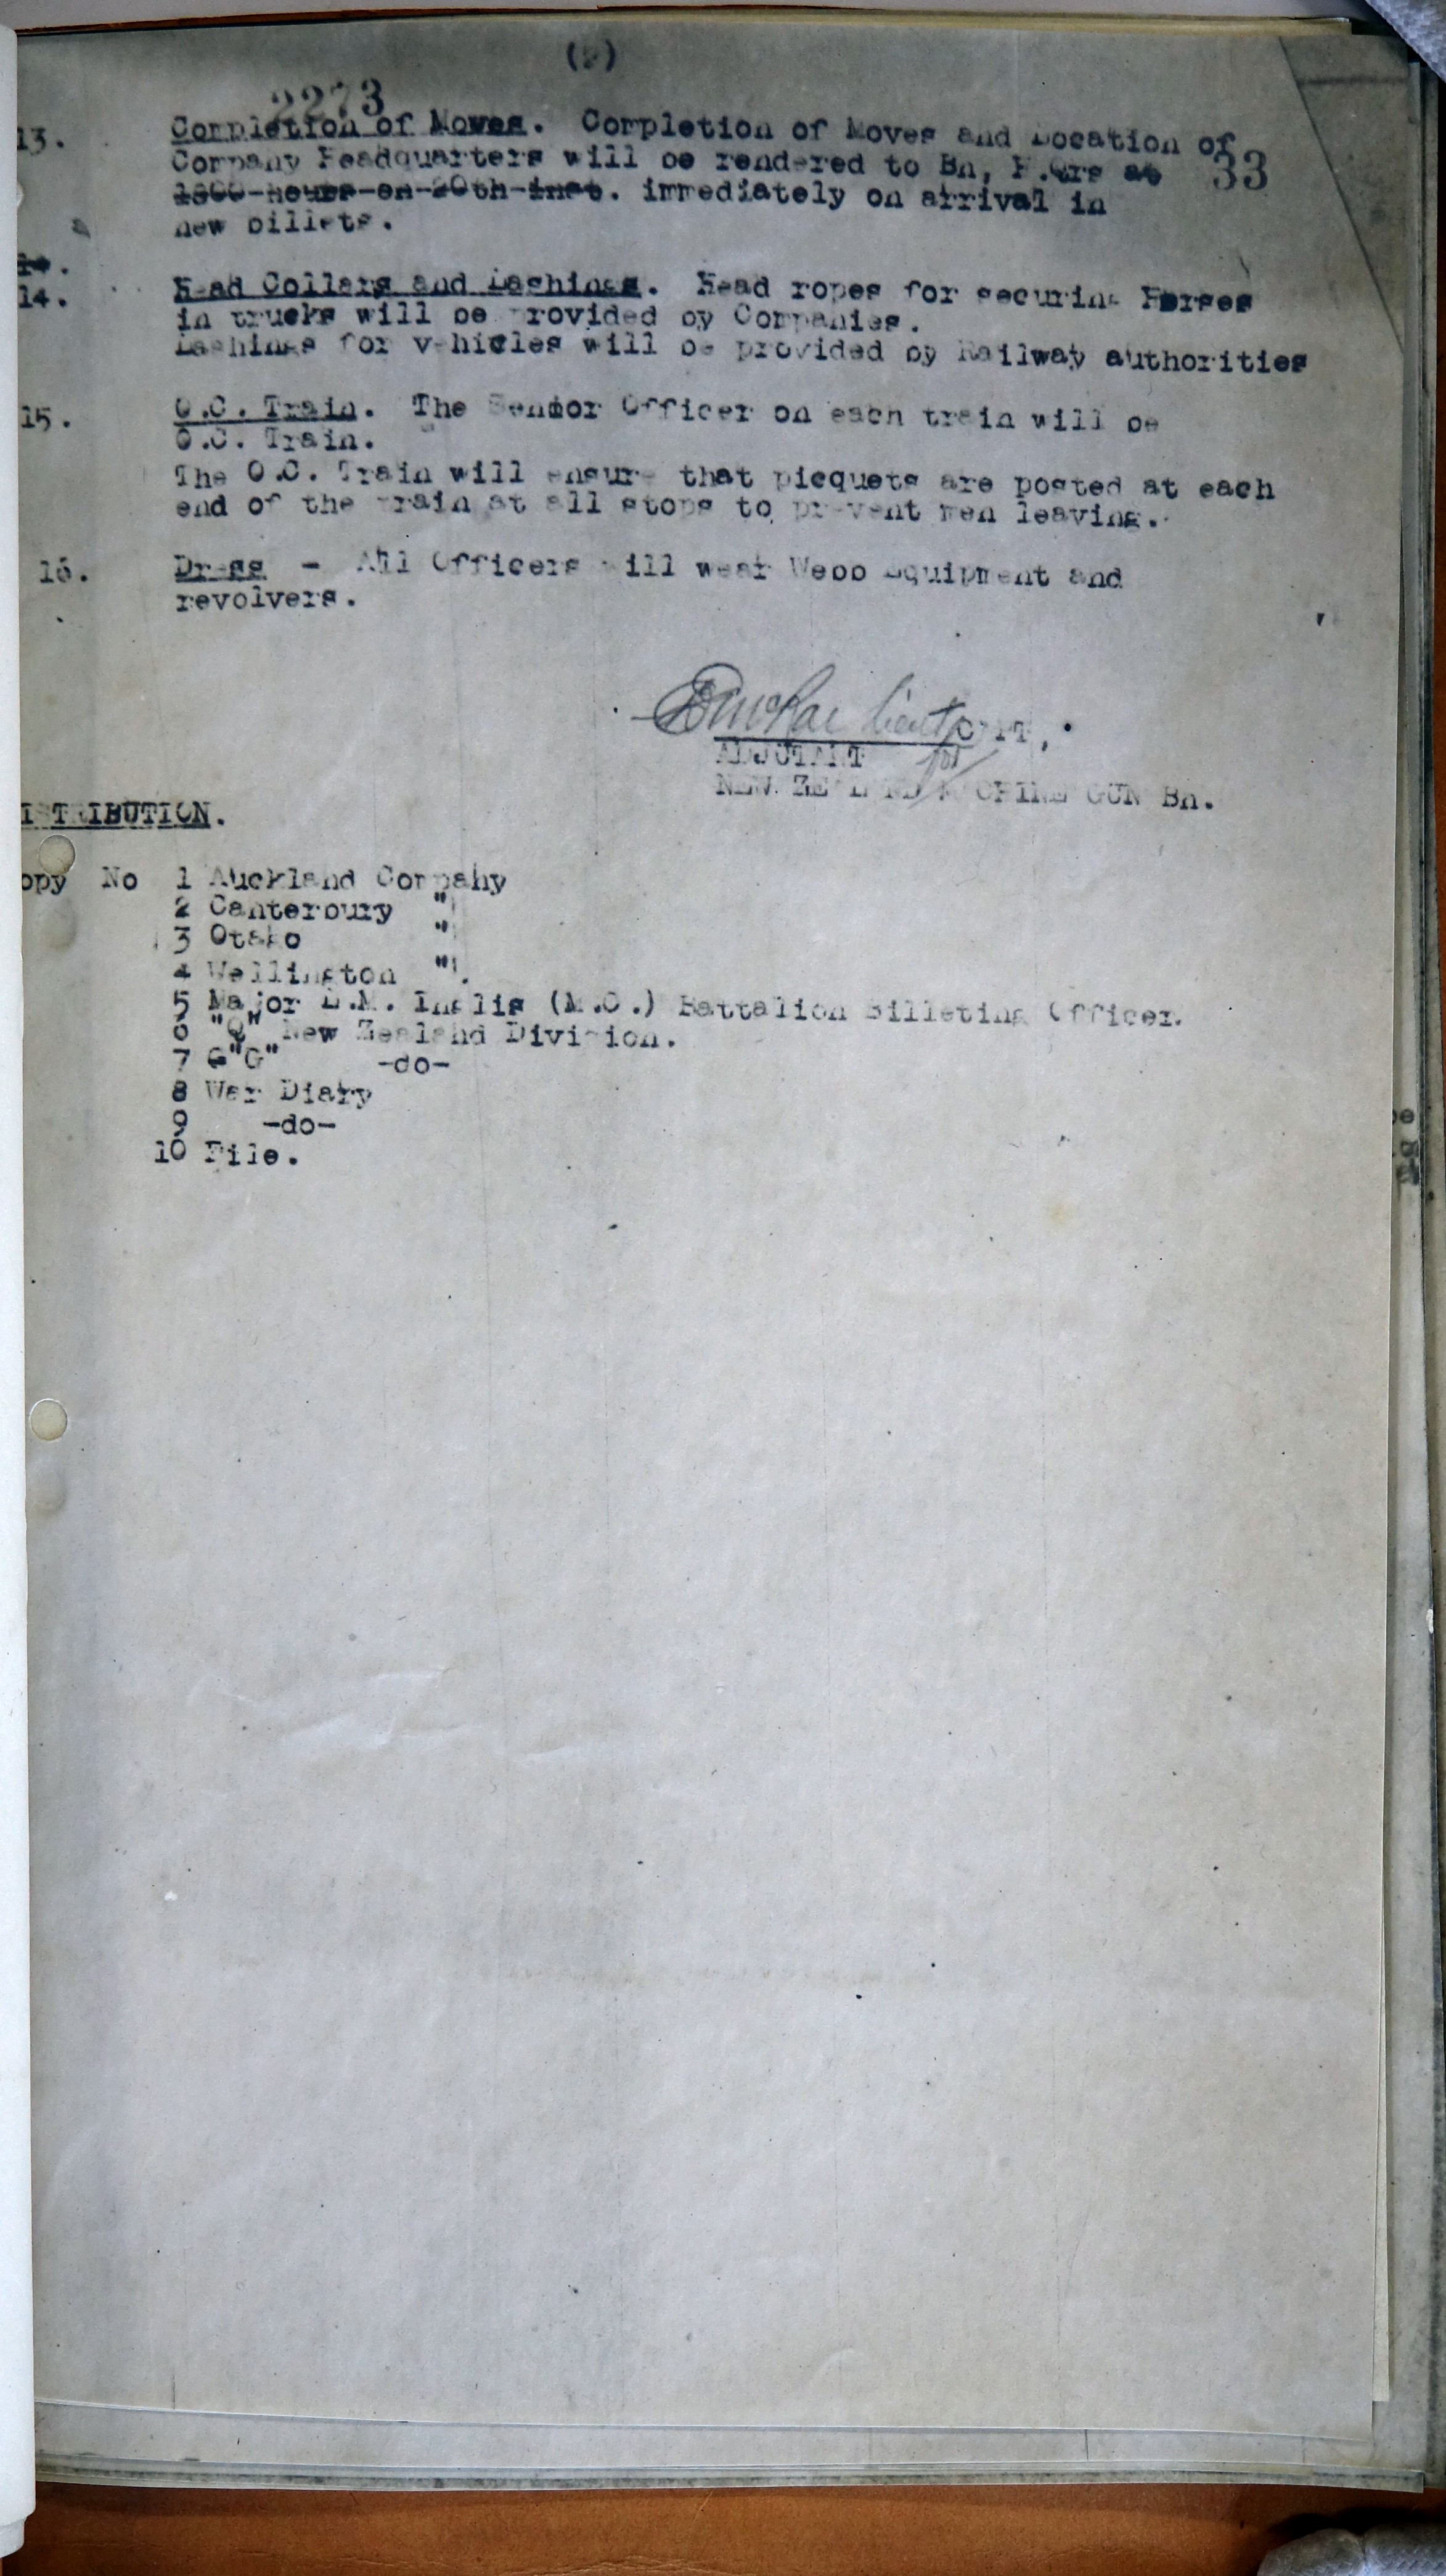 2273
13. Completion of Moves. Completion of Moves and Location of
33
Company Headquarters will be rendered to Bn, H.Qrs at
1800 hours on 20th inst. immediately on arrival in
new billets.
14.
14. Head Collars and Lashings. Head ropes for securing Horses
in trucks will be provided by Companies.
Lashings for vehicles will be provided by Railway authorities
15. O.C. Train. The Senior Officer on each train will be
O.C. Train.
The O.C. Train will ensure that picquets are posted at each
end of the train at all stops to prevent men leaving.
16. Dress - All Officers will wear Webb Equipment and
revolvers.
McRae Lieut CAPT,
ADJUTANT for
NEW ZEALAND MACHINE GUN Bn.
ISTRIBUTION.
opy No 1 Auckland Company
2 Canterbury "
3 Otako "
4 Wellington ".
5 Major L.M. Inglis (M.C.) Battalion Billeting Officer.
6 "Q" New Zealand Division.
7 G"G" -do-
8 War Diary
9 -do-
10 File.